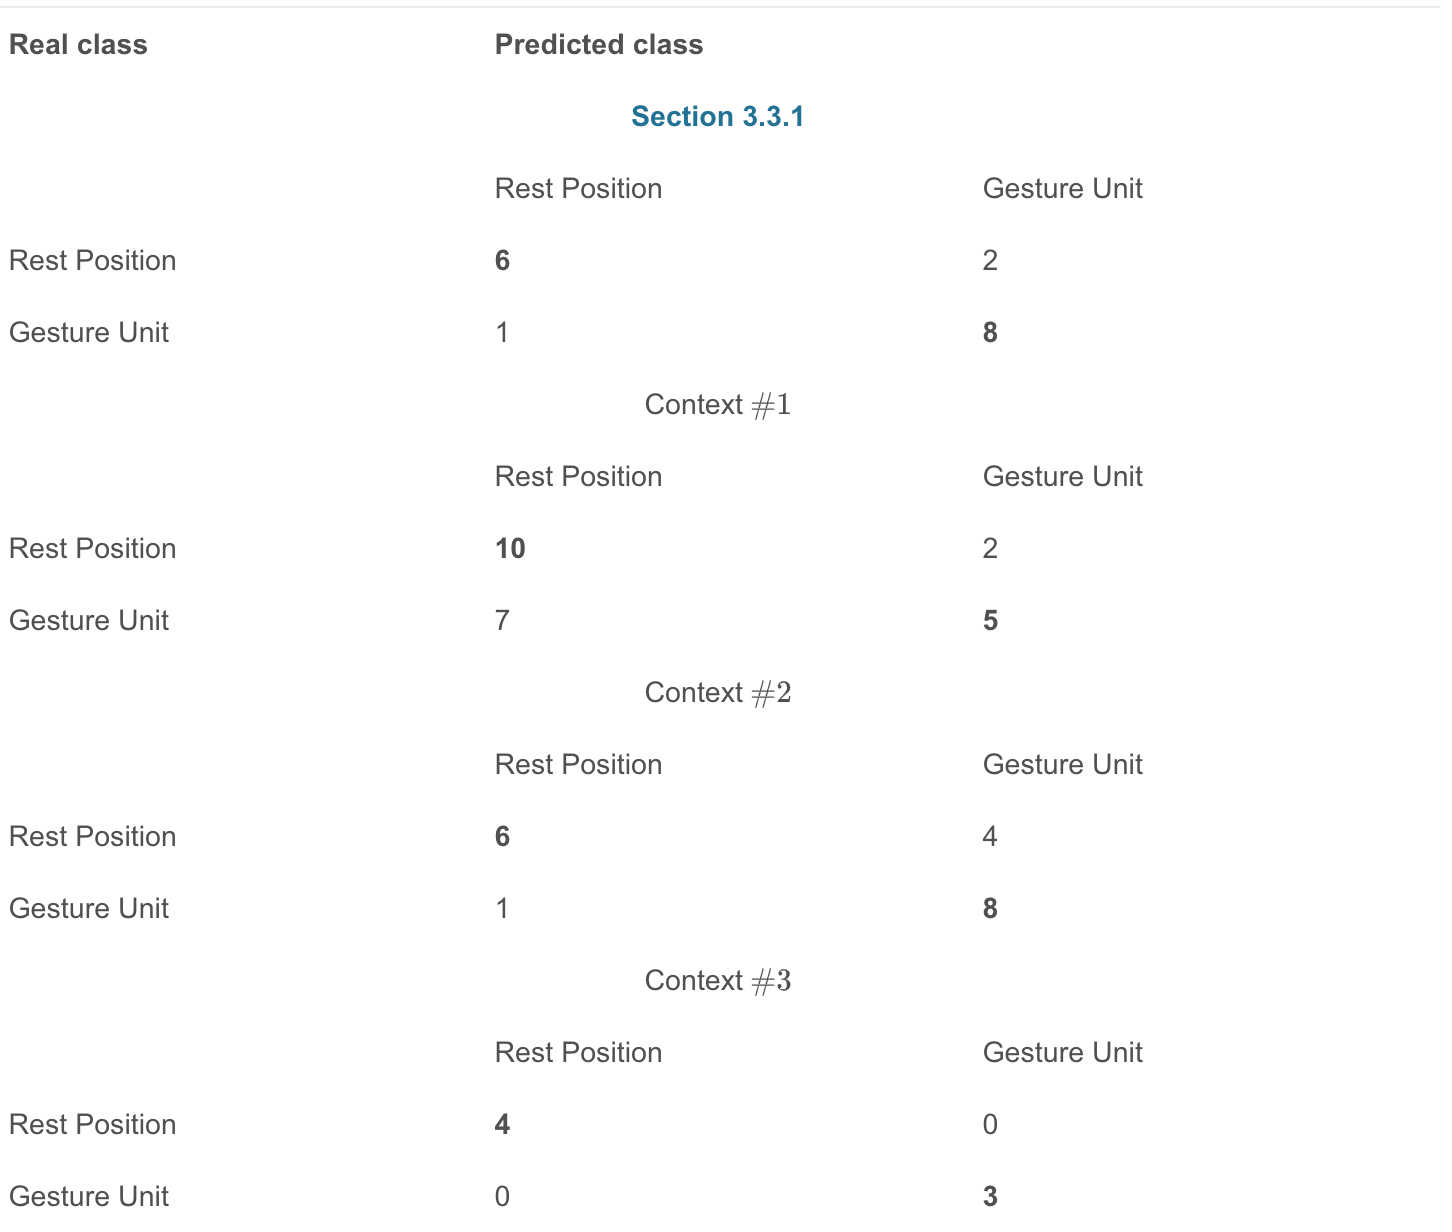 Real class Predicted class
Section 3.3.1
Rest Position Gesture Unit
Rest Position 6 2
Gesture Unit 1 8
Context #1
Rest Position Gesture Unit
Rest Position 10 2
Gesture Unit 7 5
Context #2
Rest Position Gesture Unit
Rest Position 6 4
Gesture Unit 1 8
Context #3
Rest Position Gesture Unit
Rest Position 4 0
Gesture Unit 0 3